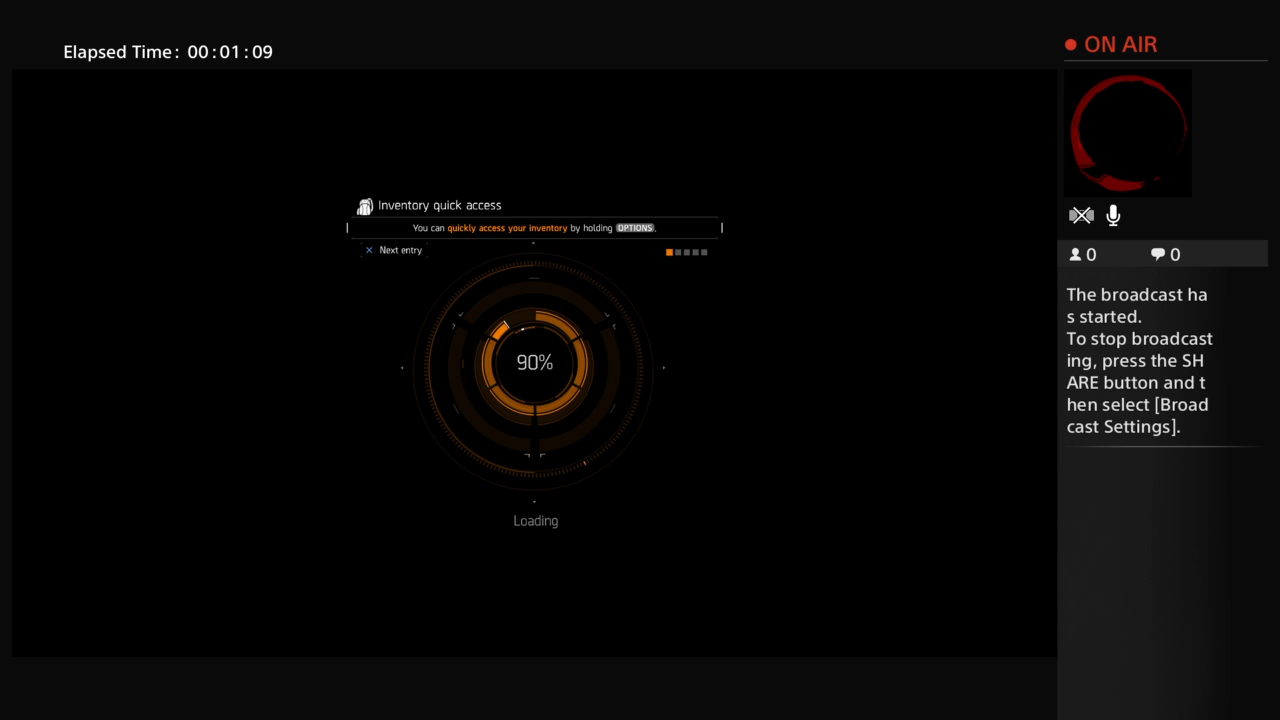 Elapsed Time: 00:01:09
ON AIR
Inventory quick access
You can quickly access your inventory by holding OPTIONS.
Next entry
90%
Loading
0 0
The broadcast ha
s started.
To stop broadcast
ing, press the SH
ARE button and t
hen select [Broad
cast Settings].